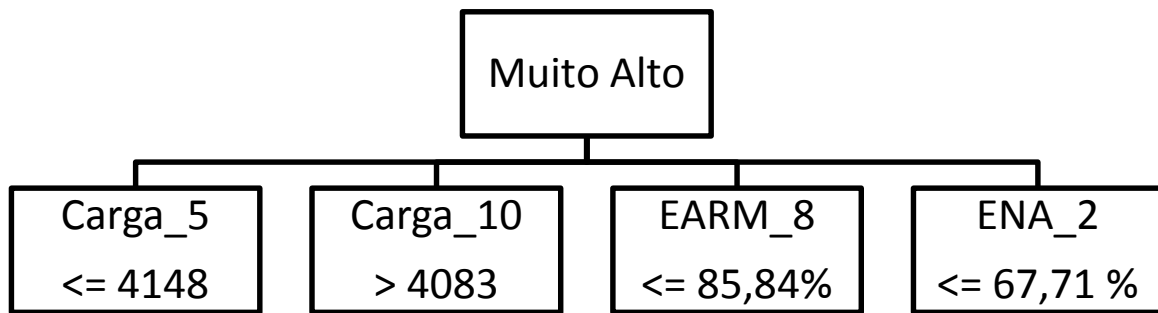 Muito Alto
Carga_5
<= 4148
Carga_10
> 4083
EARM_8
<= 85,84%
ENA_2
<= 67,71 %